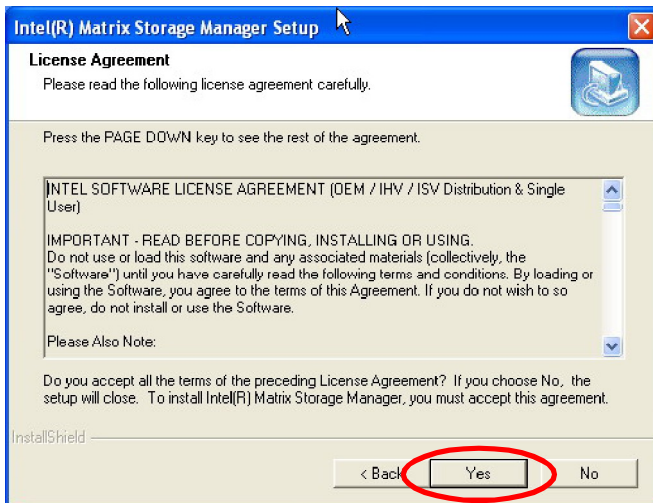 Intel(R) Matrix Storage Manager Setup
License Agreement
Please read the following license agreement carefully.
Press the PAGE DOWN key to see the rest of the agreement.
INTEL SOFTWARE LICENSE AGREEMENT (OEM / IHV / ISV Distribution & Single
User)
IMPORTANT - READ BEFORE COPYING, INSTALLING OR USING.
Do not use or load this software and any associated materials (collectively, the
"Software") until you have carefully read the following terms and conditions. By loading or
using the Software, you agree to the terms of this Agreement. If you do not wish to so
agree, do not install or use the Software.
Please Also Note:
Do you accept all the terms of the preceding License Agreement? If you choose No, the
setup will close. To install Intel(R) Matrix Storage Manager, you must accept this agreement.
InstallShield
< Back
Yes
No